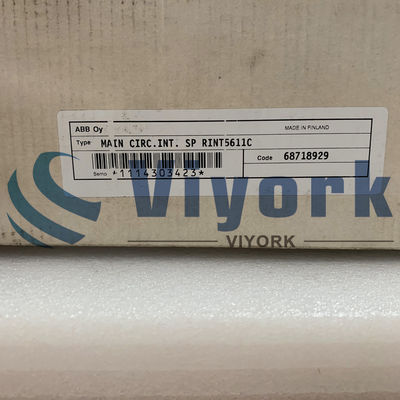 ABB Oy
MADE IN FINLAND
Type MAIN CIRC.INT. SP RINT5611C
Code 68718929
Serno *1114303423*
Viyork
VIYORK